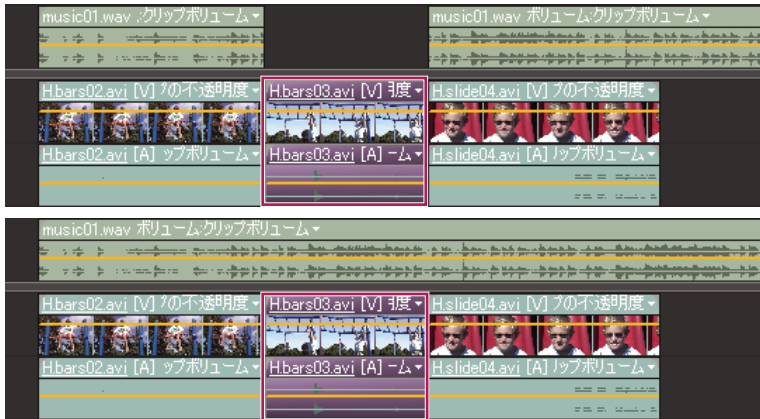 music01.wav :クリップボリューム
music01.wav ボリューム:クリップボリューム
H.bars02.avi [V] の不透明度
H.bars03.avi [V] 明度
H.slide04.avi [V] プの不透明度
H.bars02.avi [A] ップボリューム
H.bars03.avi [A] ーム
H.slide04.avi [A] リップボリューム
music01.wav ボリューム:クリップボリューム
H.bars02.avi [V] の不透明度
H.bars03.avi [V] 明度
H.slide04.avi [V] プの不透明度
H.bars02.avi [A] ップボリューム
H.bars03.avi [A] ーム
H.slide04.avi [A] リップボリューム